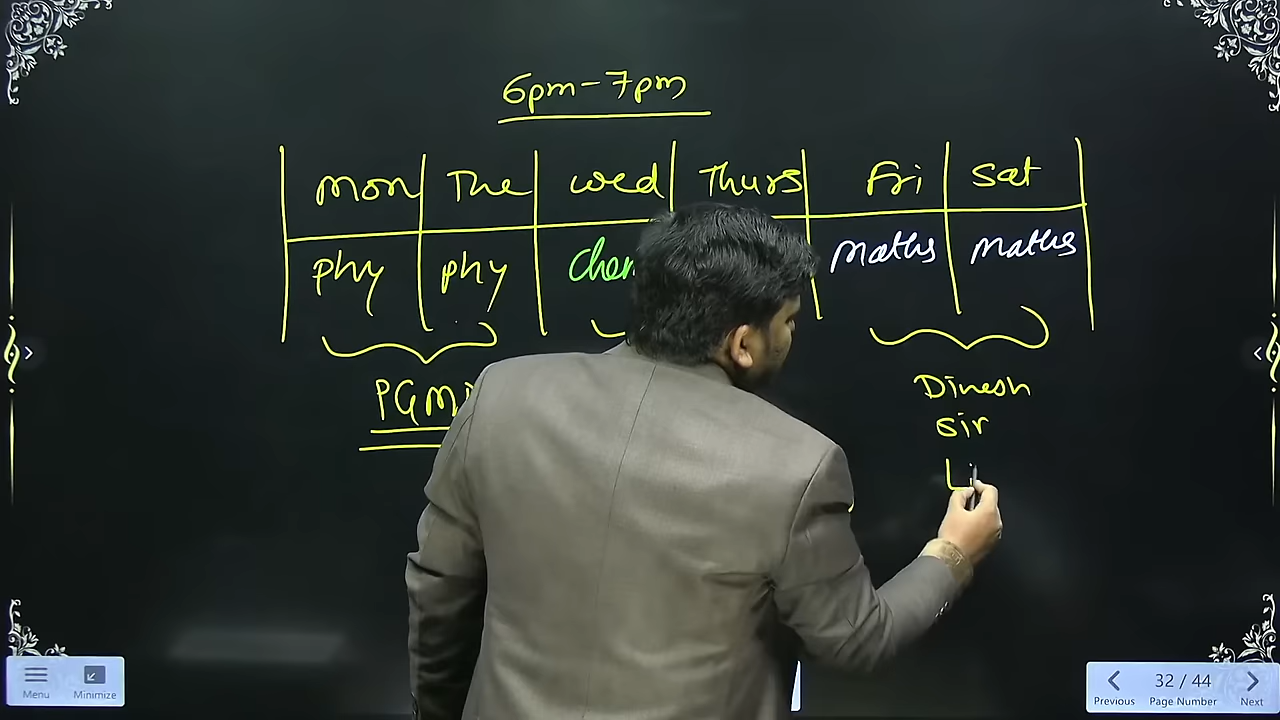 6pm-7pm
Mon The wed Thurs Fri Sat
Phy phy Maths Maths
Dinesh
Sir
Menu Minimize
32 / 44
Previous Page Number Next